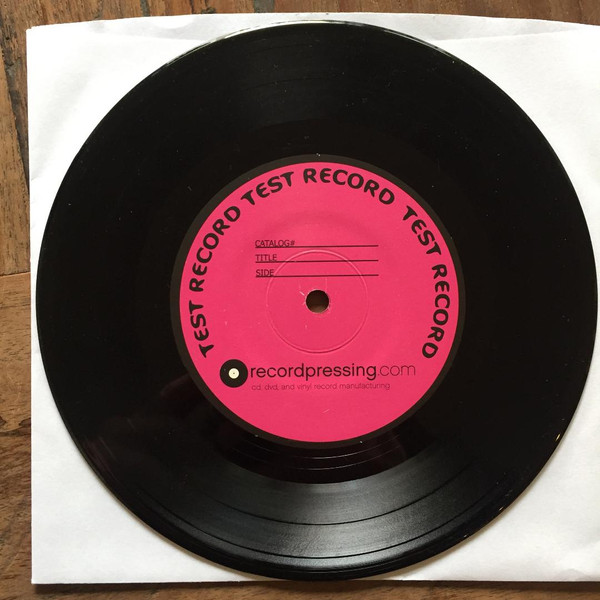 TEST RECORD TEST RECORD TEST RECORD
CATALOG#
TITLE
SIDE
recordpressing.com
cd, dvd, and vinyl record manufacturing